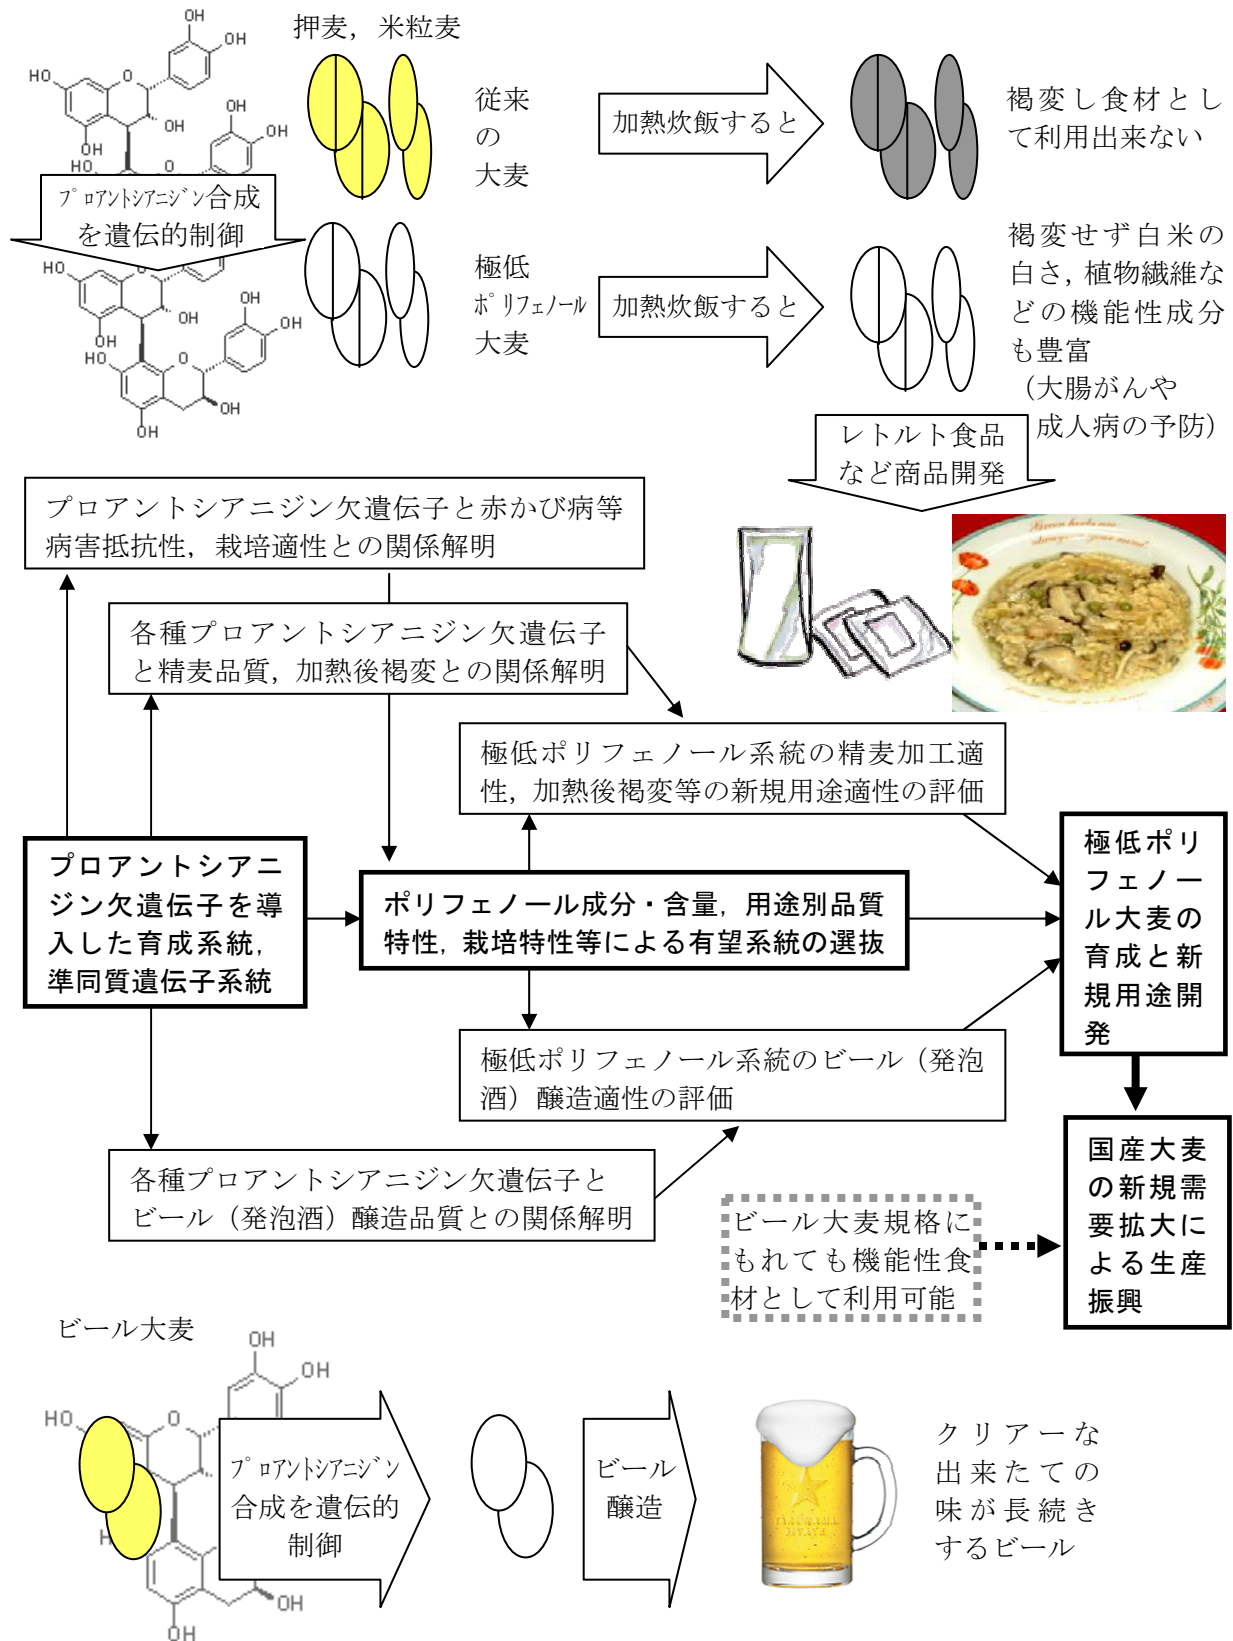 押麦，米粒麦
従来
の
大麦
加熱炊飯すると
褐変し食材とし
て利用出来ない
OH
OH
HO
O
OH
OH
OH
OH
HO
O
プロアントシアニジン合成
を遺伝的制御
極低
ポリフェノール
大麦
加熱炊飯すると
褐変せず白米の
白さ，植物繊維な
どの機能性成分
も豊富
（大腸がんや
成人病の予防）
HO
O
OH
OH
OH
OH
HO
O
OH
OH
レトルト食品
など商品開発
プロアントシアニジン欠遺伝子と赤かび病等
病害抵抗性，栽培適性との関係解明
各種プロアントシアニジン欠遺伝子
と精麦品質，加熱後褐変との関係解明
極低ポリフェノール系統の精麦加工適
性，加熱後褐変等の新規用途適性の評価
プロアントシアニ
ジン欠遺伝子を導
入した育成系統，
準同質遺伝子系統
ポリフェノール成分・含量，用途別品質
特性，栽培特性等による有望系統の選抜
極低ポリ
フェノー
ル大麦の
育成と新
規用途開
発
極低ポリフェノール系統のビール（発泡
酒）醸造適性の評価
各種プロアントシアニジン欠遺伝子と
ビール（発泡酒）醸造品質との関係解明
ビール大麦規格に
もれても機能性食
材として利用可能
国産大麦
の新規需
要拡大に
よる生産
振興
ビール大麦
OH
OH
HO
O
H
OH
OH
プロアントシアニジン
合成を遺伝的
制御
ビール
醸造
クリアーな
出来たての
味が長続き
するビール